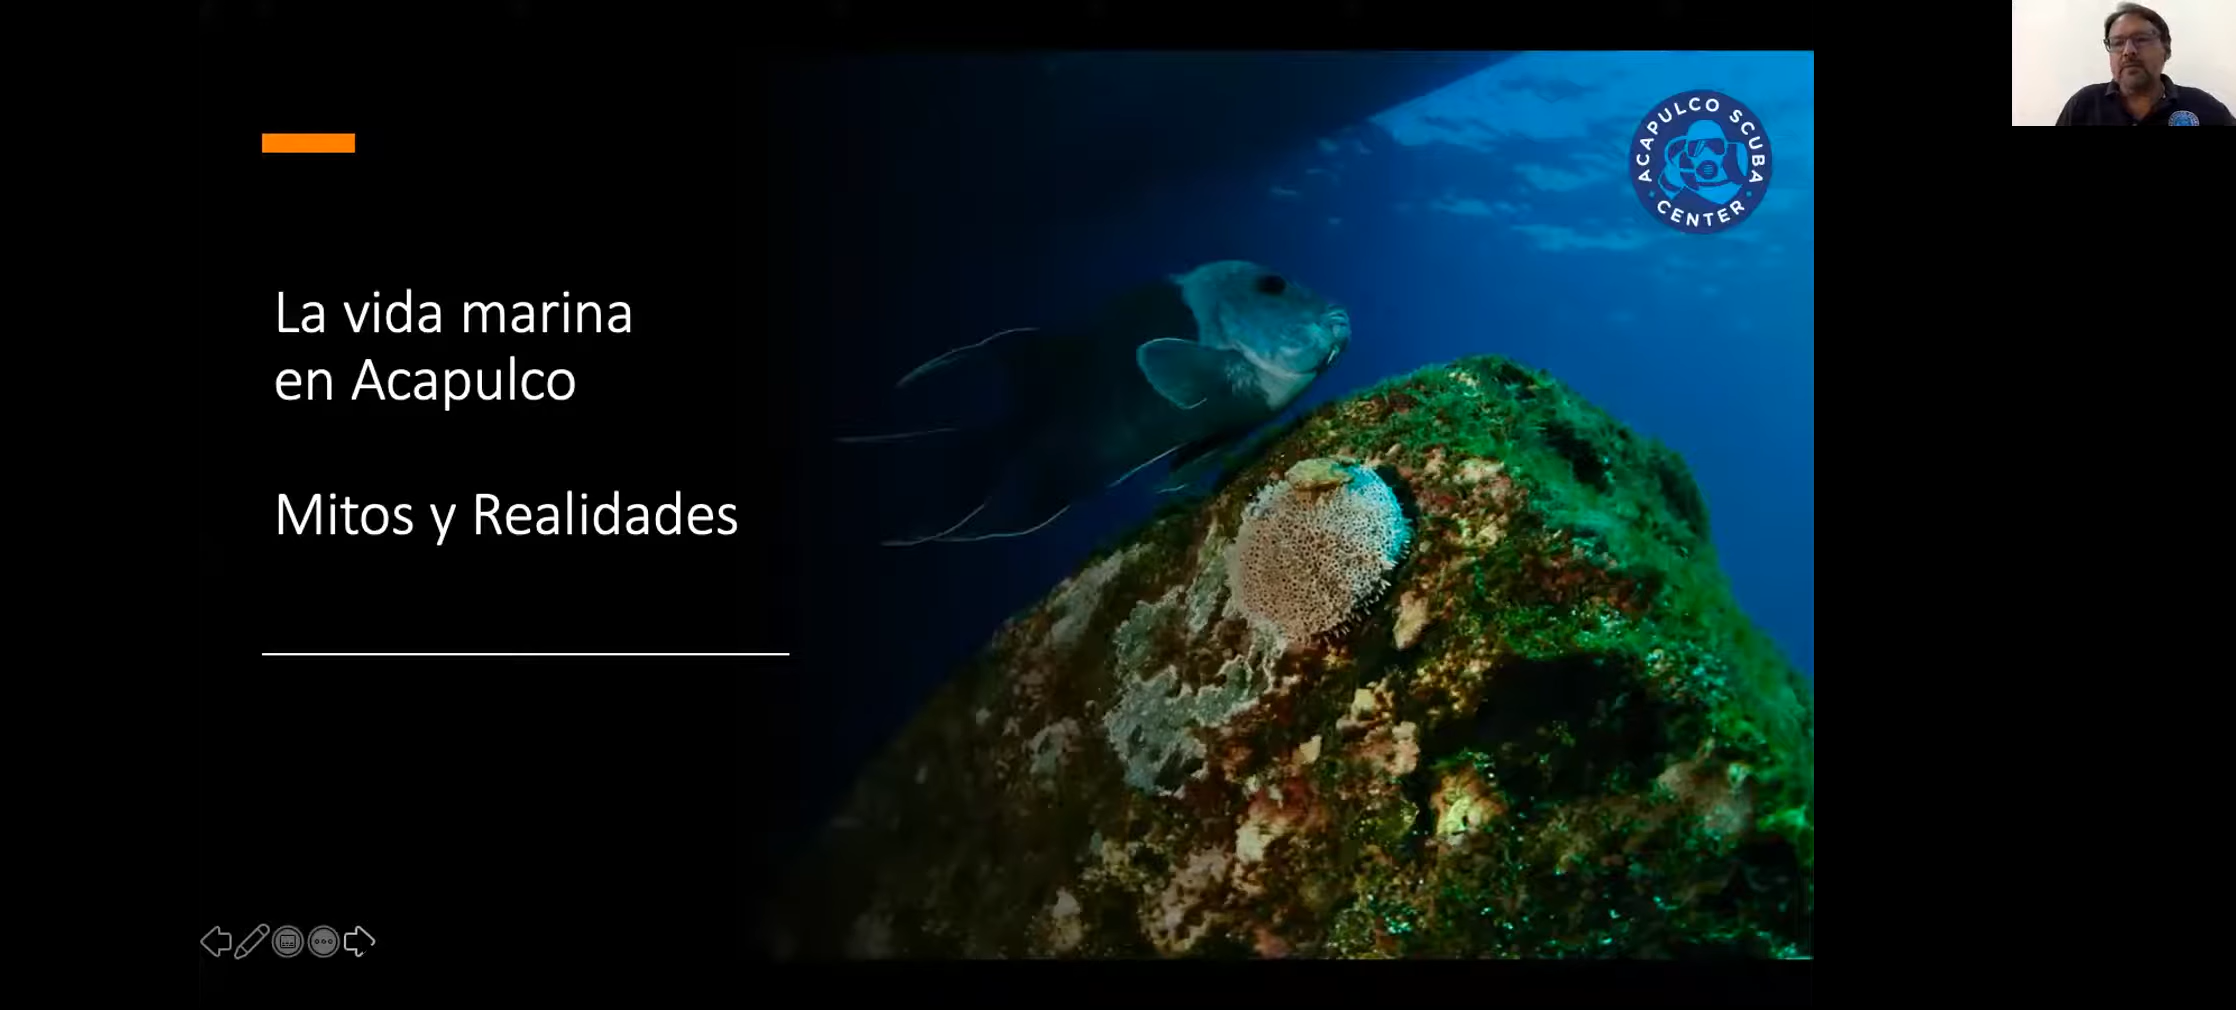 La vida marina
en Acapulco
Mitos y Realidades
ACAPULCO SCUBA
CENTER